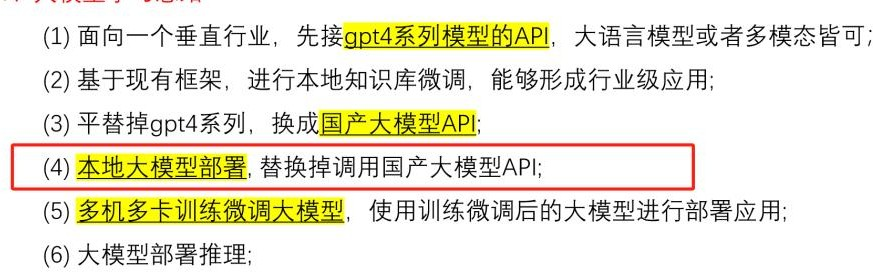 (1) 面向一个垂直行业，先接gpt4系列模型的API，大语言模型或者多模态皆可;
(2) 基于现有框架，进行本地知识库微调，能够形成行业级应用;
(3) 平替掉gpt4系列，换成国产大模型API;
(4) 本地大模型部署, 替换掉调用国产大模型API;
(5) 多机多卡训练微调大模型，使用训练微调后的大模型进行部署应用;
(6) 大模型部署推理;